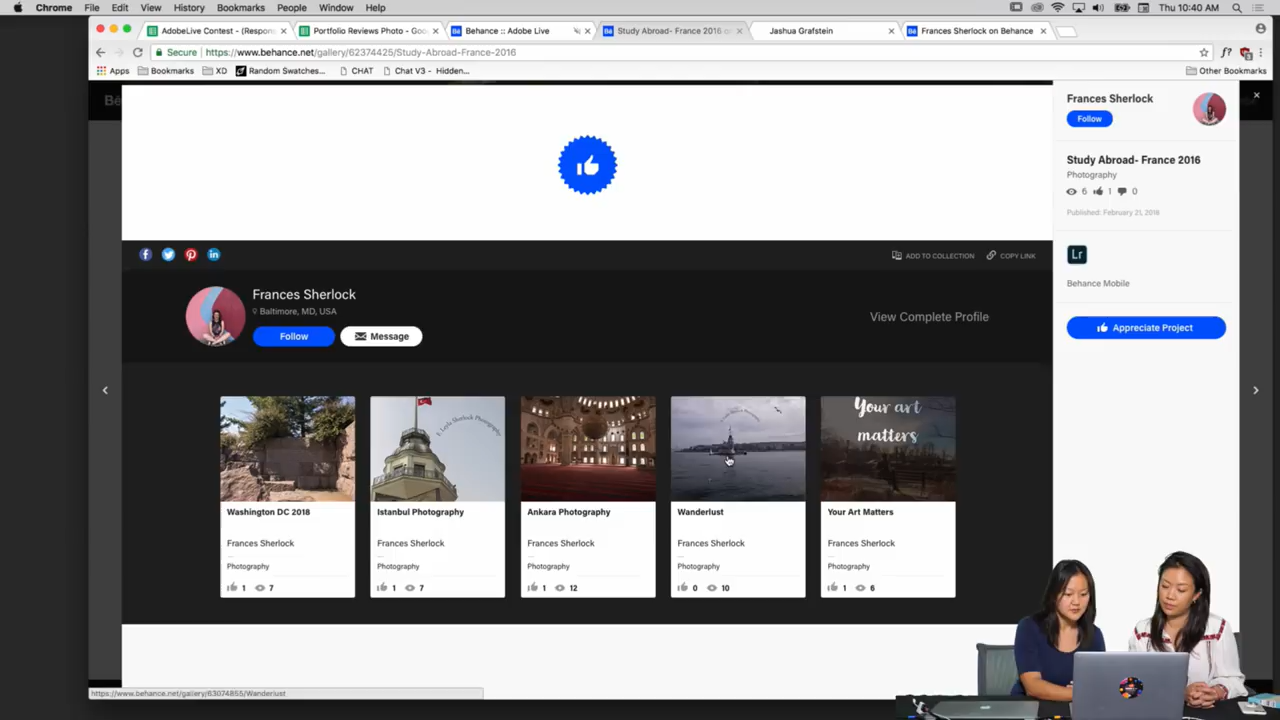 Chrome File Edit View History Bookmarks People Window Help Thu 10:40 AM
AdobeLive Contest - (Respon Portfolio Reviews Photo - Goo Behance :: Adobe Live Study Abroad- France 2016 o Jashua Grafstein Frances Sherlock on Behance
Secure https://www.behance.net/gallery/62374425/Study-Abroad-France-2016 f?
Apps Bookmarks XD Random Swatches... CHAT Chat V3 - Hidden... Other Bookmarks
Bē
Frances Sherlock
Follow
Study Abroad- France 2016
Photography
6 1 0
Published: February 21, 2018
Lr
Behance Mobile
Appreciate Project
ADD TO COLLECTION COPY LINK
Frances Sherlock
Baltimore, MD, USA
Follow Message
View Complete Profile
Your art
matters
Washington DC 2018 Istanbul Photography Ankara Photography Wanderlust Your Art Matters
Frances Sherlock Frances Sherlock Frances Sherlock Frances Sherlock Frances Sherlock
Photography Photography Photography Photography Photography
1 7 1 7 1 12 0 10 1 6
https://www.behance.net/gallery/63074855/Wanderlust